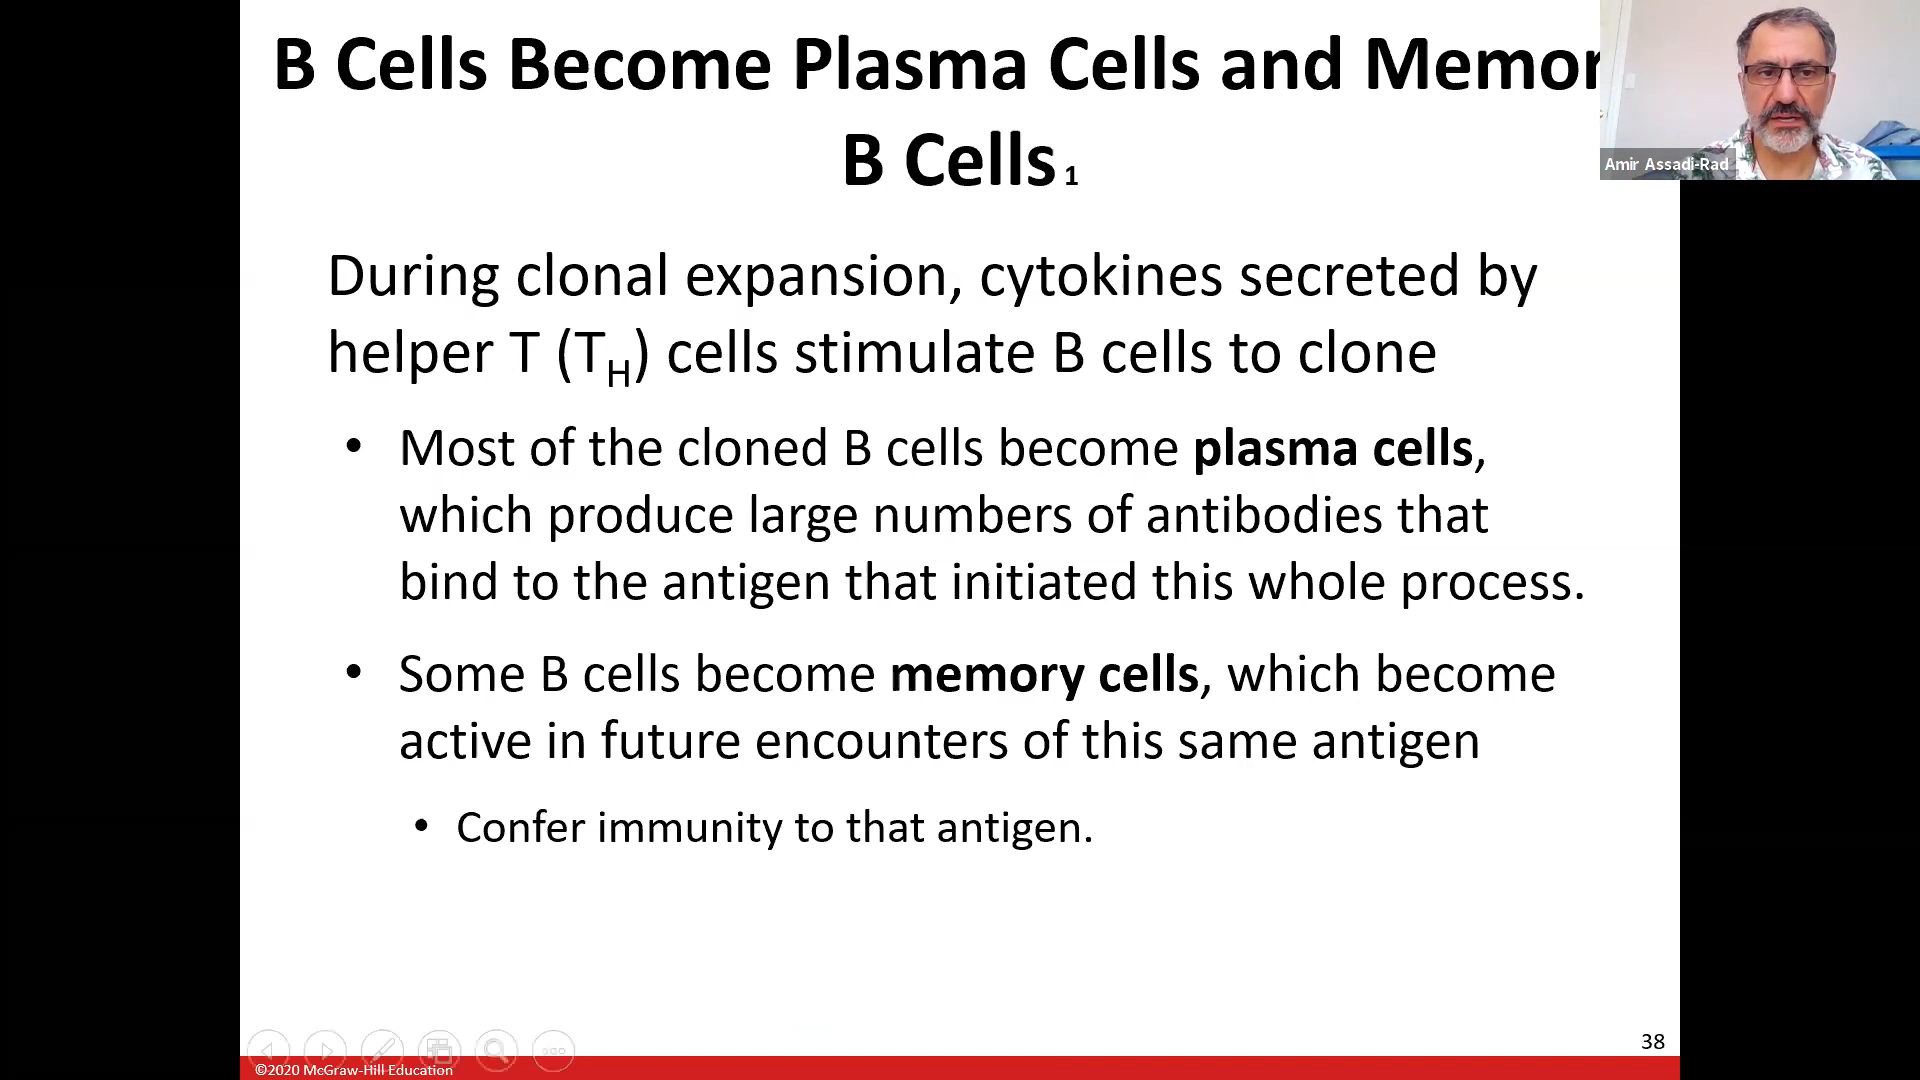 B Cells Become Plasma Cells and Memor
B Cells 1
Amir Assadi-Rad
During clonal expansion, cytokines secreted by
helper T (TH) cells stimulate B cells to clone
• Most of the cloned B cells become plasma cells,
which produce large numbers of antibodies that
bind to the antigen that initiated this whole process.
• Some B cells become memory cells, which become
active in future encounters of this same antigen
• Confer immunity to that antigen.
38
©2020 McGraw-Hill Education